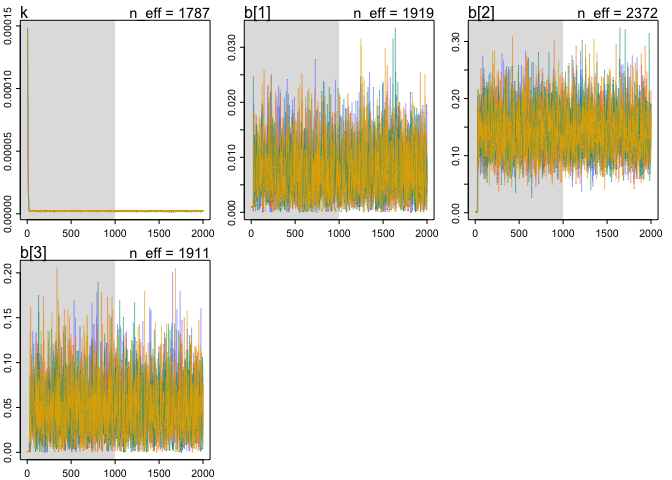 k n_eff = 1787
b[1] n_eff = 1919
b[2] n_eff = 2372
0.00000 0.00005 0.00010 0.00015
0.000 0.010 0.020 0.030
0.00 0.10 0.20 0.30
0 500 1000 1500 2000
0 500 1000 1500 2000
0 500 1000 1500 2000
b[3] n_eff = 1911
0.00 0.05 0.10 0.15 0.20
0 500 1000 1500 2000